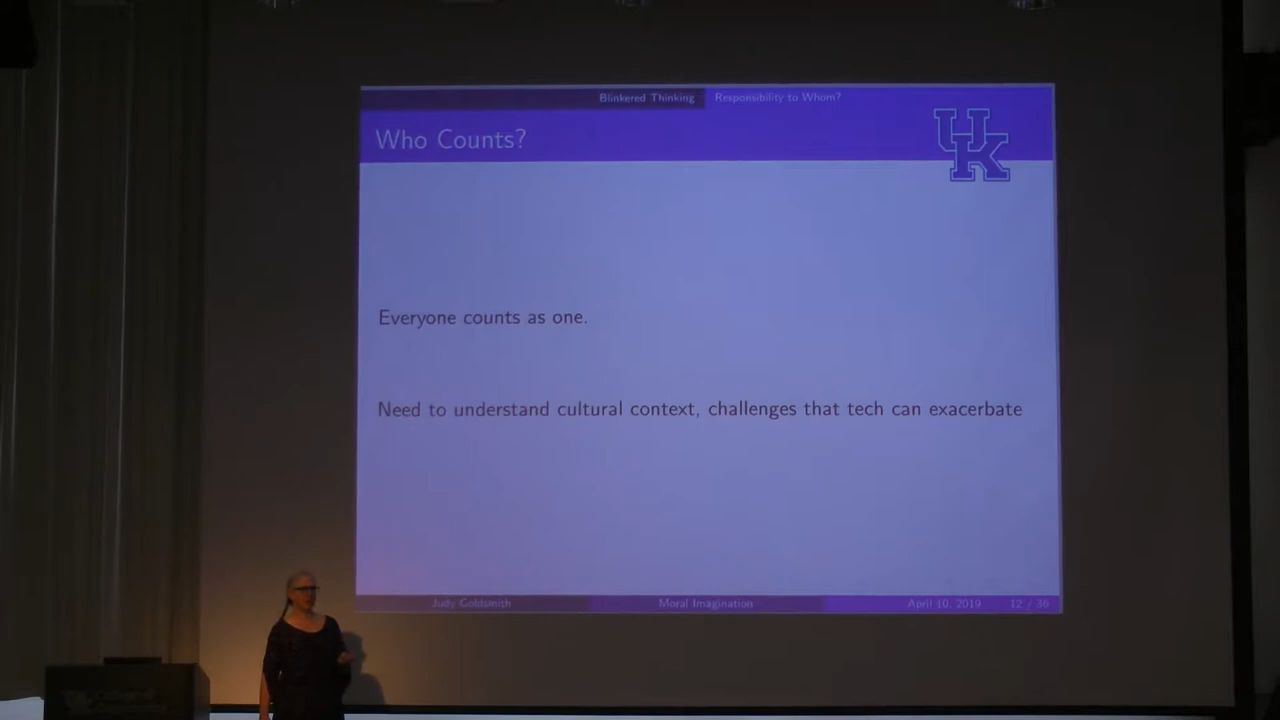 Blinkered Thinking Responsibility to Whom?
Who Counts?
UK
Everyone counts as one.
Need to understand cultural context, challenges that tech can exacerbate
Judy Goldsmith Moral Imagination April 10, 2019 12 / 36